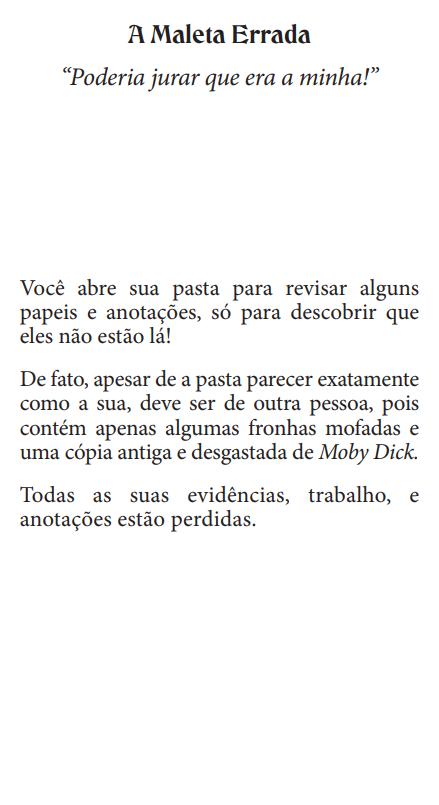 A Maleta Errada
“Poderia jurar que era a minha!”
Você abre sua pasta para revisar alguns
papeis e anotações, só para descobrir que
eles não estão lá!
De fato, apesar de a pasta parecer exatamente
como a sua, deve ser de outra pessoa, pois
contém apenas algumas fronhas mofadas e
uma cópia antiga e desgastada de Moby Dick.
Todas as suas evidências, trabalho, e
anotações estão perdidas.